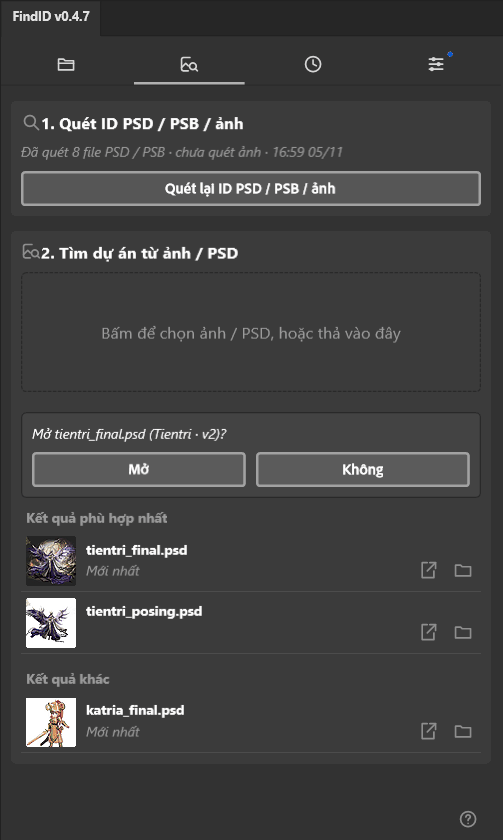 FindID v0.4.7
1. Quét ID PSD / PSB / ảnh
Đã quét 8 file PSD / PSB · chưa quét ảnh · 16:59 05/11
Quét lại ID PSD / PSB / ảnh
2. Tìm dự án từ ảnh / PSD
Bấm để chọn ảnh / PSD, hoặc thả vào đây
Mở tientri_final.psd (Tientri · v2)?
Mở
Không
Kết quả phù hợp nhất
tientri_final.psd
Mới nhất
tientri_posing.psd
Kết quả khác
katria_final.psd
Mới nhất